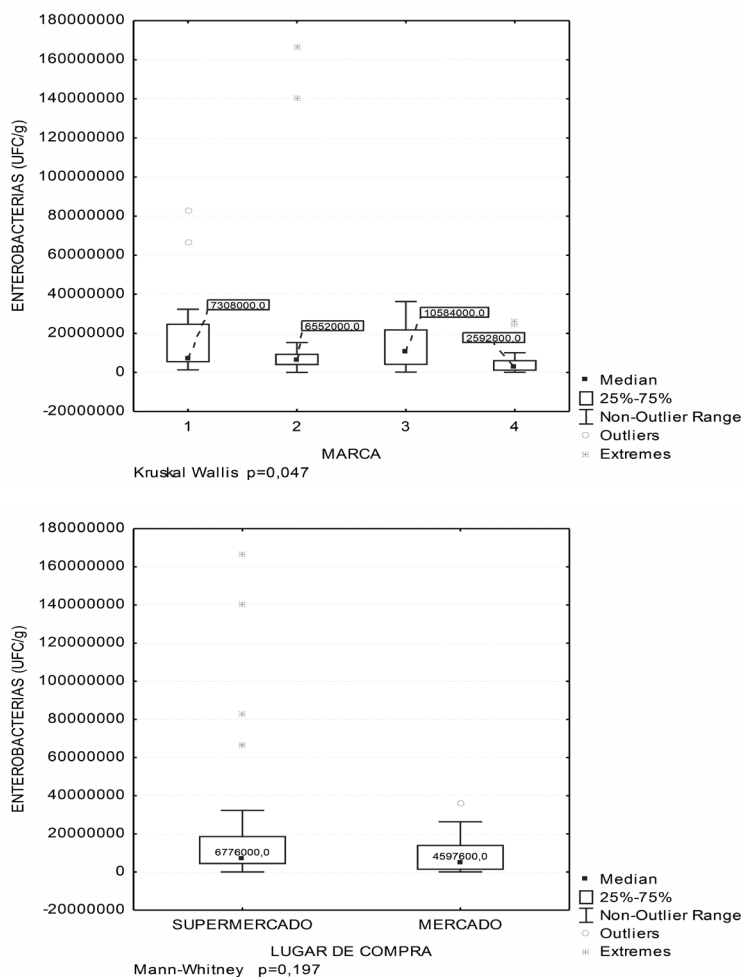 180000000
160000000
140000000
120000000
100000000
80000000
60000000
40000000
20000000
0
-20000000
ENTEROBACTERIAS (UFC/g)
7308000,0
6552000,0
10584000,0
2592800,0
1 2 3 4
MARCA
Kruskal Wallis p=0,047
Median
25%-75%
Non-Outlier Range
Outliers
Extremes
180000000
160000000
140000000
120000000
100000000
80000000
60000000
40000000
20000000
0
-20000000
ENTEROBACTERIAS (UFC/g)
6776000,0
4597600,0
SUPERMERCADO MERCADO
LUGAR DE COMPRA
Mann-Whitney p=0,197
Median
25%-75%
Non-Outlier Range
Outliers
Extremes